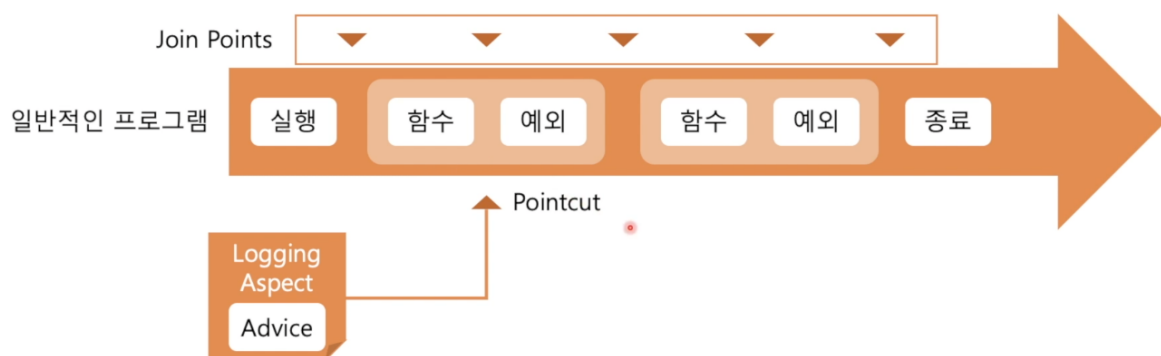 Join Points
일반적인 프로그램
실행
함수
예외
함수
예외
종료
Pointcut
Logging
Aspect
Advice